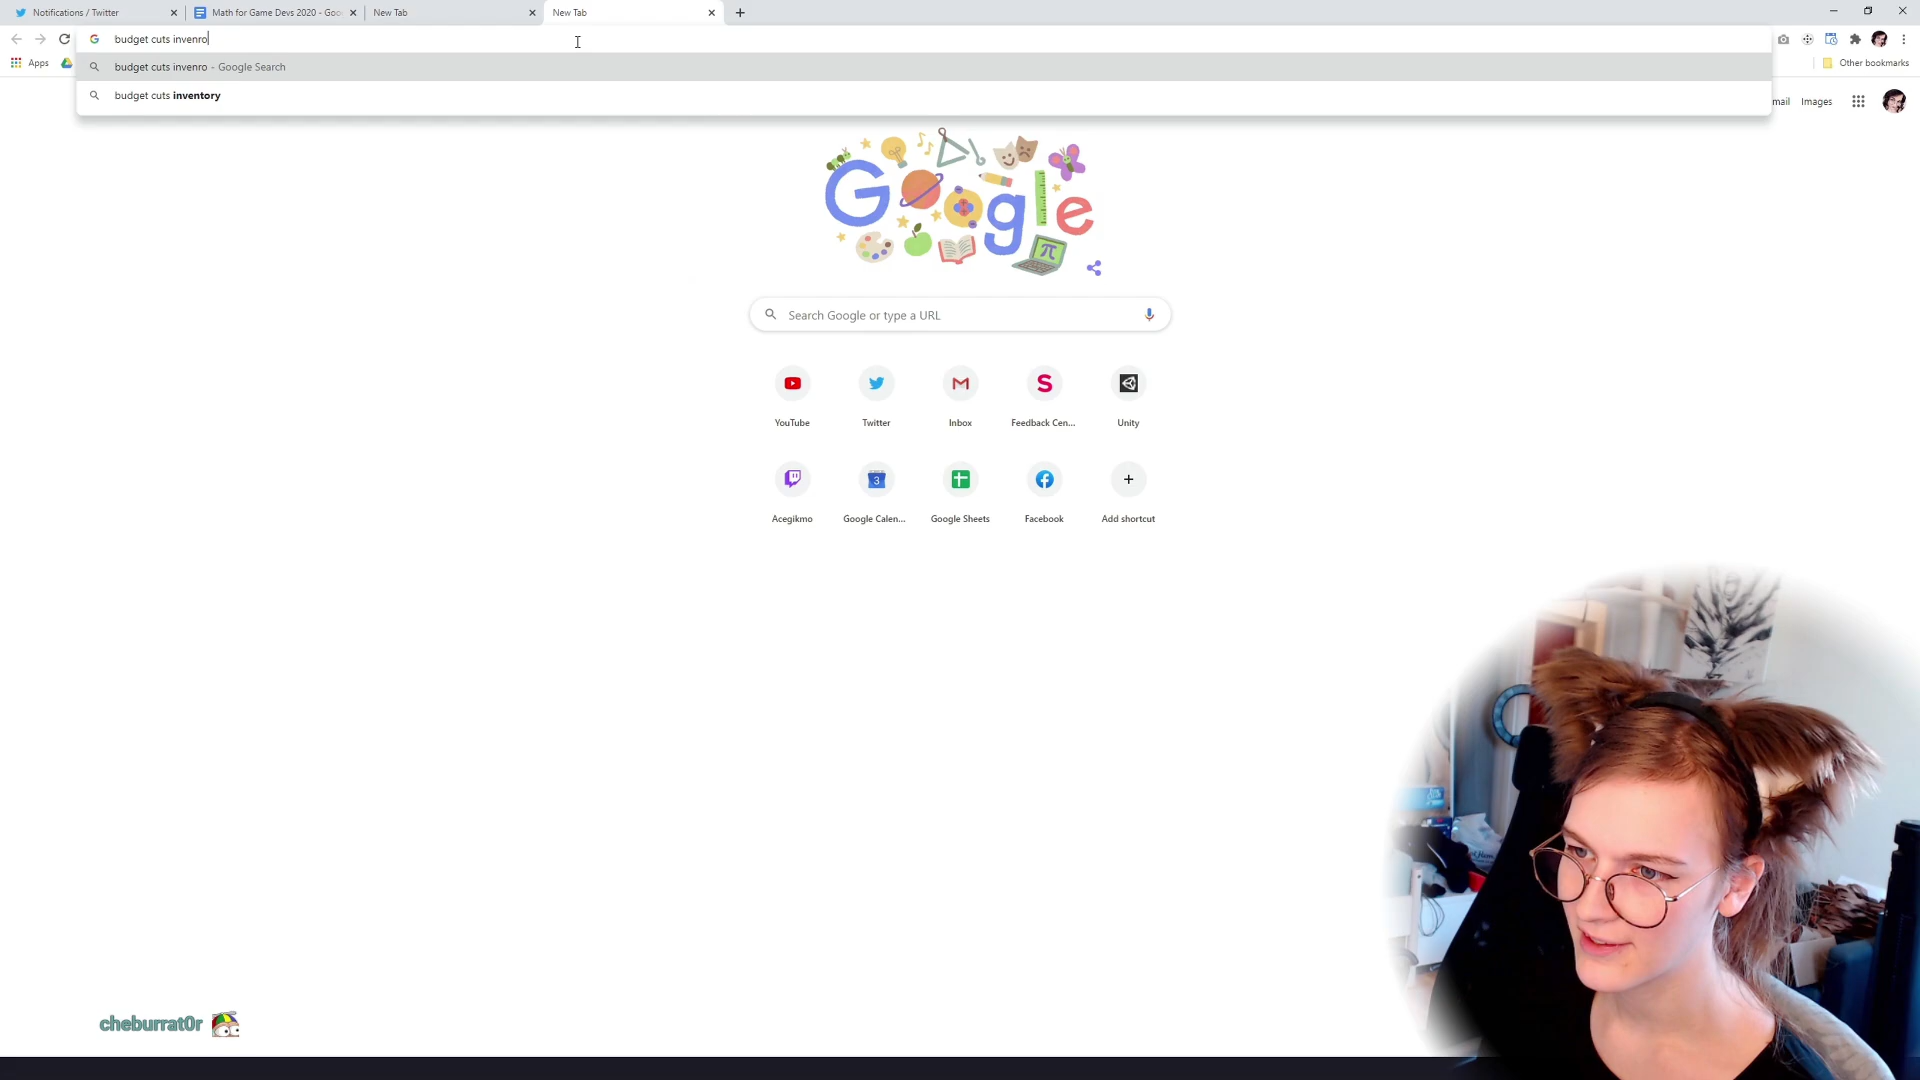 Notifications / Twitter
Math for Game Devs 2020 - Goo
New Tab
New Tab
budget cuts invenro
Apps
Other bookmarks
budget cuts invenro - Google Search
budget cuts inventory
mail
Images
Google
π
Search Google or type a URL
YouTube
Twitter
Inbox
Feedback Cen...
Unity
S
3
Acegikmo
Google Calen...
Google Sheets
Facebook
Add shortcut
cheburrat0r